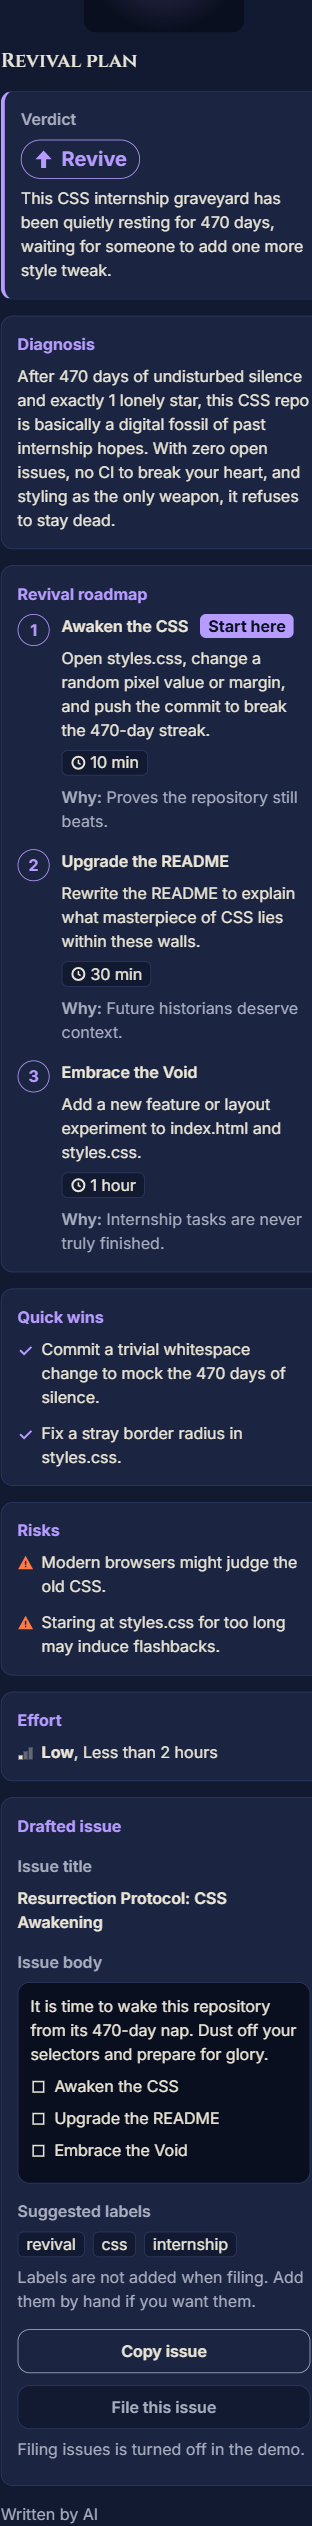 Revival plan
Verdict
Revive
This CSS internship graveyard has
been quietly resting for 470 days,
waiting for someone to add one more
style tweak.
Diagnosis
After 470 days of undisturbed silence
and exactly 1 lonely star, this CSS repo
is basically a digital fossil of past
internship hopes. With zero open
issues, no CI to break your heart, and
styling as the only weapon, it refuses
to stay dead.
Revival roadmap
1 Awaken the CSS Start here
Open styles.css, change a
random pixel value or margin,
and push the commit to break
the 470-day streak.
10 min
Why: Proves the repository still
beats.
2 Upgrade the README
Rewrite the README to explain
what masterpiece of CSS lies
within these walls.
30 min
Why: Future historians deserve
context.
3 Embrace the Void
Add a new feature or layout
experiment to index.html and
styles.css.
1 hour
Why: Internship tasks are never
truly finished.
Quick wins
Commit a trivial whitespace
change to mock the 470 days of
silence.
Fix a stray border radius in
styles.css.
Risks
Modern browsers might judge the
old CSS.
Staring at styles.css for too long
may induce flashbacks.
Effort
Low, Less than 2 hours
Drafted issue
Issue title
Resurrection Protocol: CSS
Awakening
Issue body
It is time to wake this repository
from its 470-day nap. Dust off your
selectors and prepare for glory.
Awaken the CSS
Upgrade the README
Embrace the Void
Suggested labels
revival css internship
Labels are not added when filing. Add
them by hand if you want them.
Copy issue
File this issue
Filing issues is turned off in the demo.
Written by AI